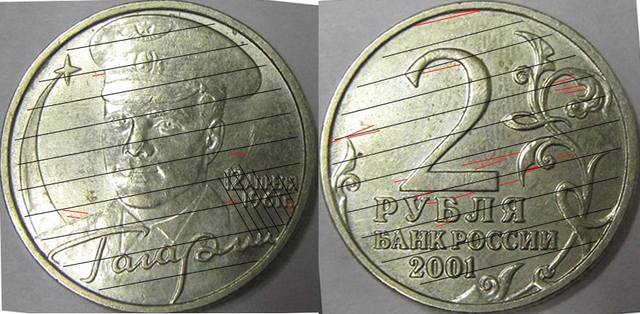 12 АПРЕЛЯ
1961 г.
Гагарин
2
РУБЛЯ
БАНК РОССИИ
2001